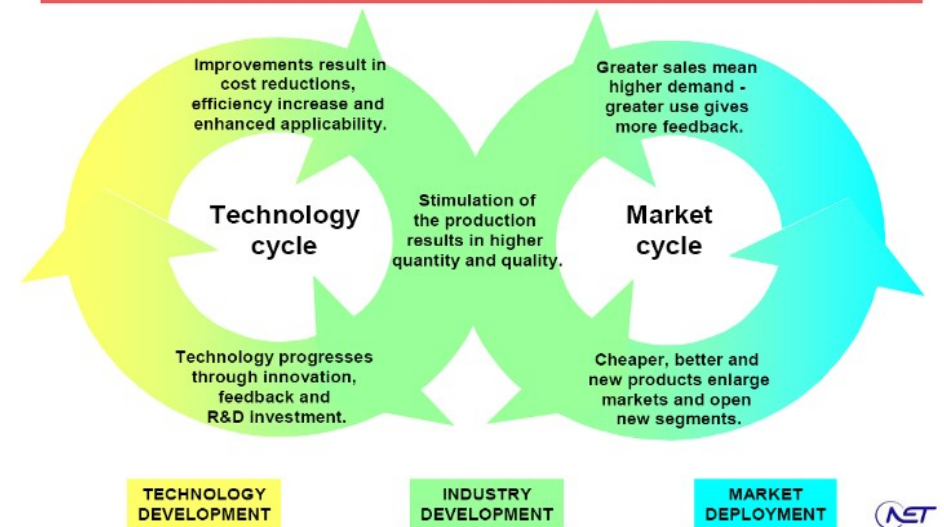 Improvements result in
cost reductions,
efficiency increase and
enhanced applicability.
Greater sales mean
higher demand -
greater use gives
more feedback.
Technology
cycle
Stimulation of
the production
results in higher
quantity and quality.
Market
cycle
Technology progresses
through innovation,
feedback and
R&D investment.
Cheaper, better and
new products enlarge
markets and open
new segments.
TECHNOLOGY
DEVELOPMENT
INDUSTRY
DEVELOPMENT
MARKET
DEPLOYMENT
NST